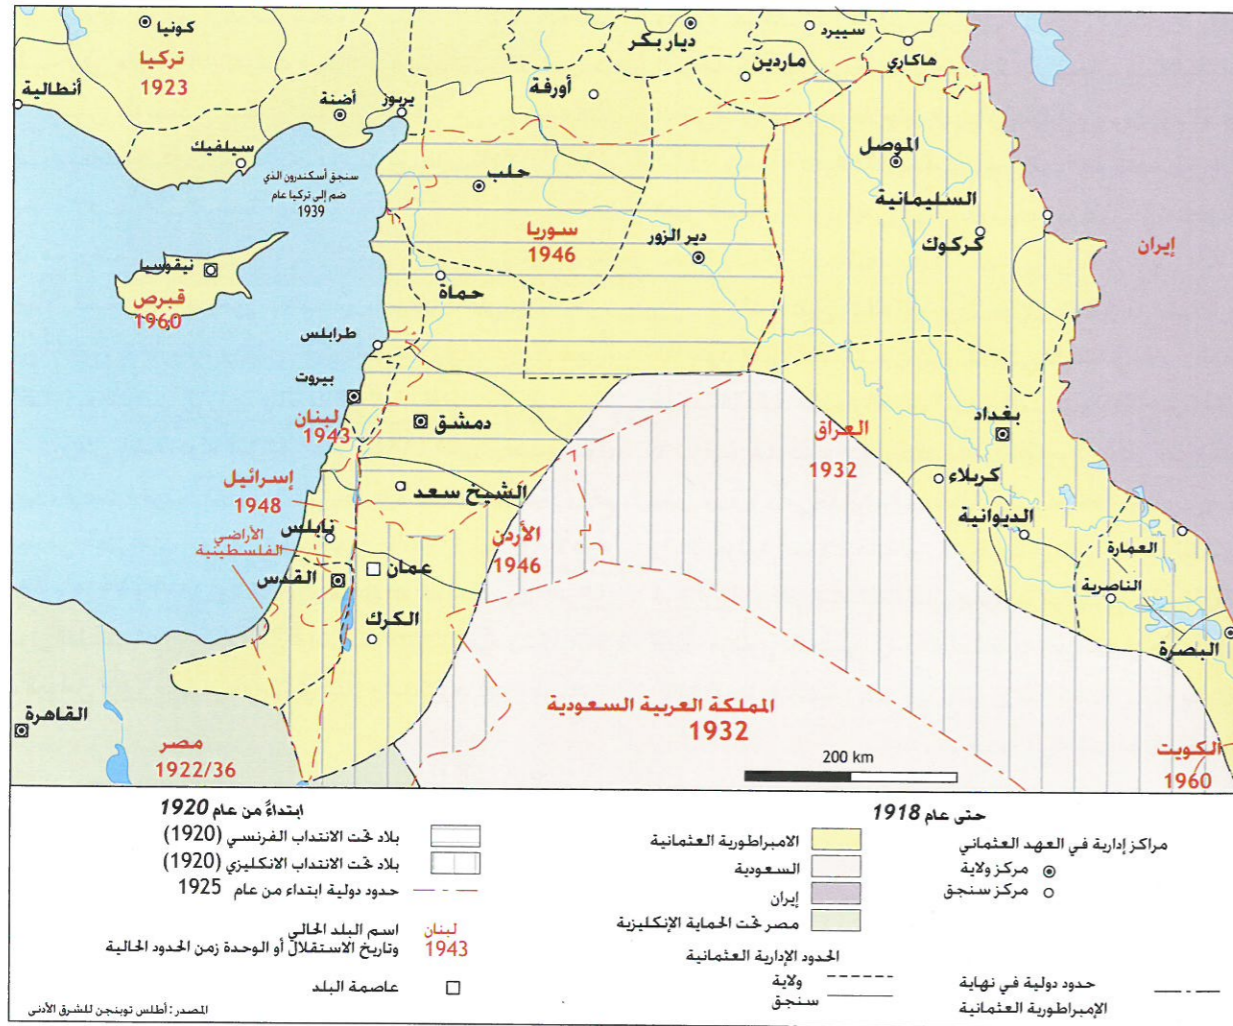 كونيا
تركيا
1923
أنطالية
أضنة
يربوز
سيلفيك
ديار بكر
سييرد
هاكاري
ماردين
أورفة
سنجق أسكندرون الذي
ضم إلى تركيا عام
1939
حلب
الموصل
السليمانية
كركوك
إيران
سوريا
1946
دير الزور
نيقوسيا
قبرص
1960
حماة
طرابلس
بيروت
لبنان
1943
دمشق
بغداد
العراق
1932
كربلاء
الديوانية
العمارة
الناصرية
البصرة
إسرائيل
1948
الشيخ سعد
نابلس
الأراضي
الفلسطينية
الأردن
1946
القدس
عمان
الكرك
القاهرة
مصر
1922/36
المملكة العربية السعودية
1932
الكويت
1960
200 km
حتى عام 1918
مراكز إدارية في العهد العثماني
مركز ولاية
مركز سنجق
الامبراطورية العثمانية
السعودية
إيران
مصر تحت الحماية الإنكليزية
الحدود الإدارية العثمانية
ولاية
سنجق
حدود دولية في نهاية
الإمبراطورية العثمانية
ابتداءً من عام 1920
بلاد تحت الانتداب الفرنسي (1920)
بلاد تحت الانتداب الانكليزي (1920)
حدود دولية ابتداء من عام 1925
لبنان
1943
اسم البلد الحالي
وتاريخ الاستقلال أو الوحدة زمن الحدود الحالية
عاصمة البلد
المصدر: أطلس توبنجن للشرق الأدنى